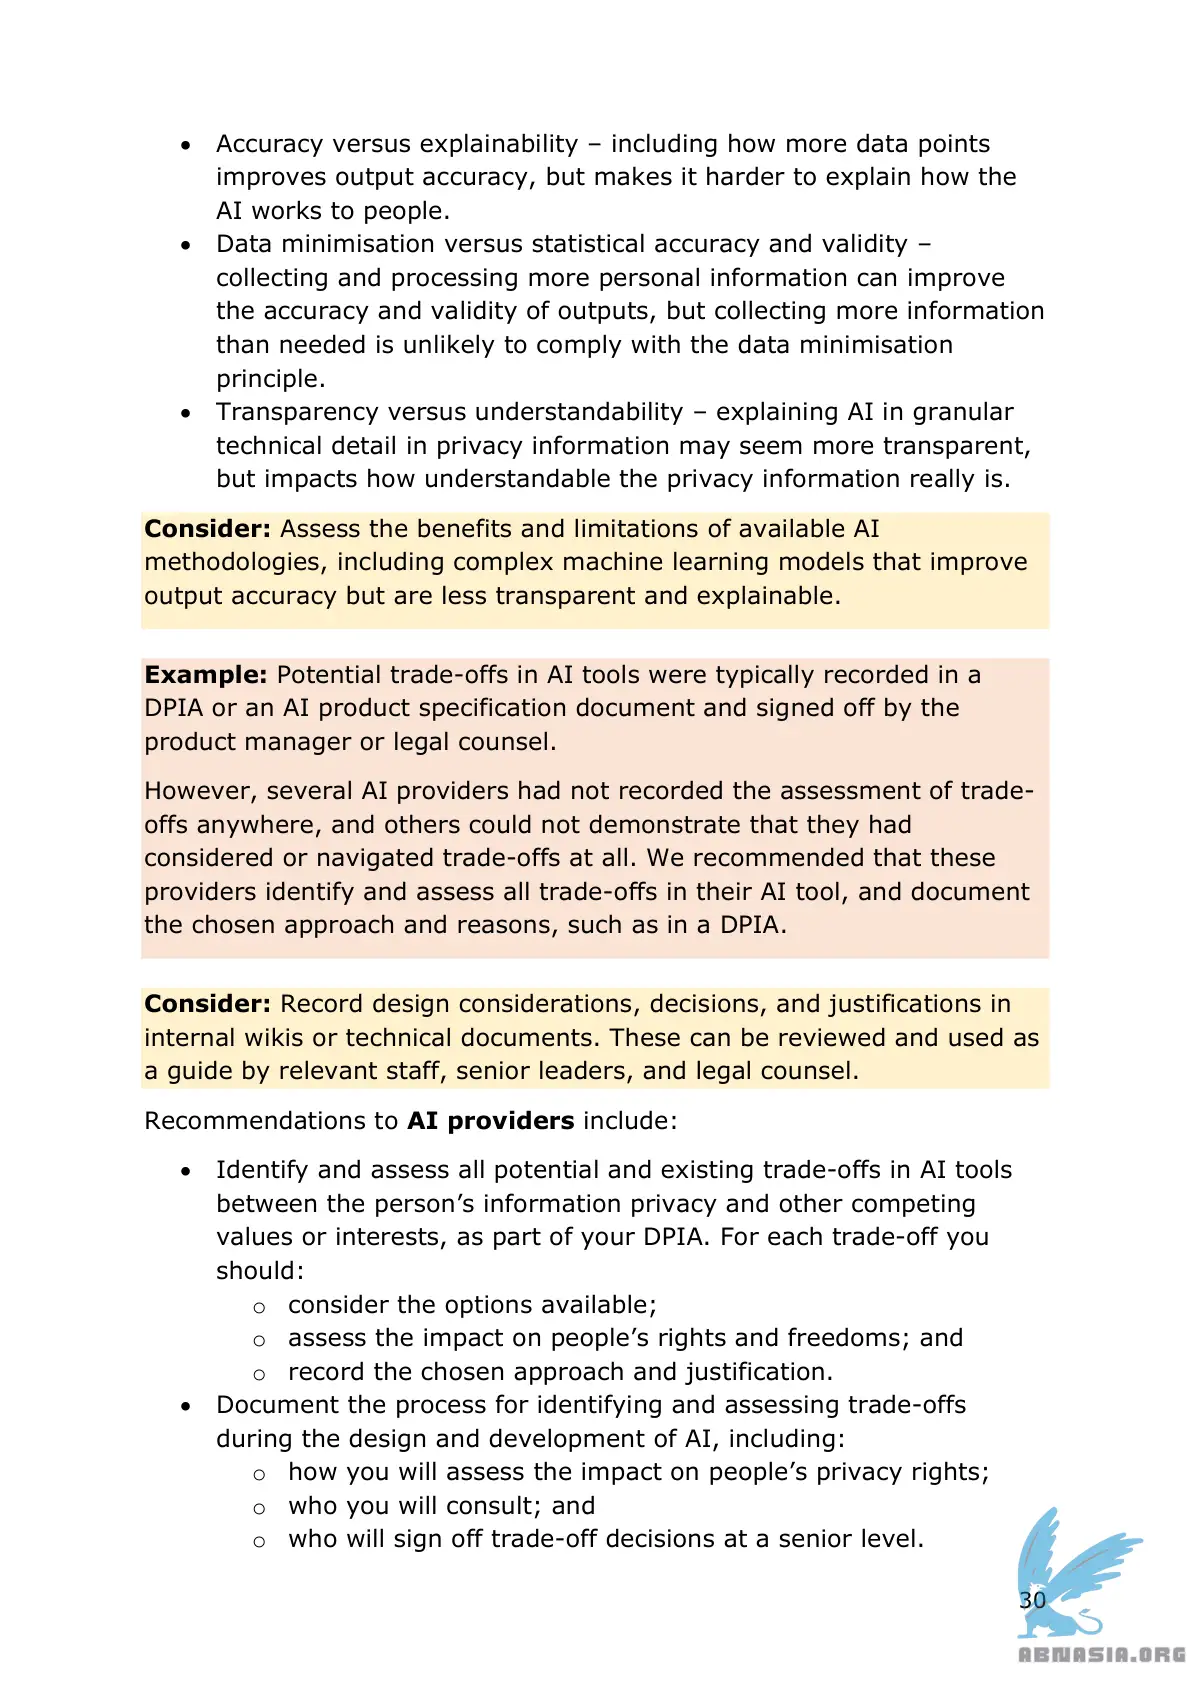 • Accuracy versus explainability – including how more data points
improves output accuracy, but makes it harder to explain how the
AI works to people.
• Data minimisation versus statistical accuracy and validity –
collecting and processing more personal information can improve
the accuracy and validity of outputs, but collecting more information
than needed is unlikely to comply with the data minimisation
principle.
• Transparency versus understandability – explaining AI in granular
technical detail in privacy information may seem more transparent,
but impacts how understandable the privacy information really is.
Consider: Assess the benefits and limitations of available AI
methodologies, including complex machine learning models that improve
output accuracy but are less transparent and explainable.
Example: Potential trade-offs in AI tools were typically recorded in a
DPIA or an AI product specification document and signed off by the
product manager or legal counsel.
However, several AI providers had not recorded the assessment of trade-
offs anywhere, and others could not demonstrate that they had
considered or navigated trade-offs at all. We recommended that these
providers identify and assess all trade-offs in their AI tool, and document
the chosen approach and reasons, such as in a DPIA.
Consider: Record design considerations, decisions, and justifications in
internal wikis or technical documents. These can be reviewed and used as
a guide by relevant staff, senior leaders, and legal counsel.
Recommendations to AI providers include:
• Identify and assess all potential and existing trade-offs in AI tools
between the person’s information privacy and other competing
values or interests, as part of your DPIA. For each trade-off you
should:
o consider the options available;
o assess the impact on people’s rights and freedoms; and
o record the chosen approach and justification.
• Document the process for identifying and assessing trade-offs
during the design and development of AI, including:
o how you will assess the impact on people’s privacy rights;
o who you will consult; and
o who will sign off trade-off decisions at a senior level.
30
ABNASIA.ORG